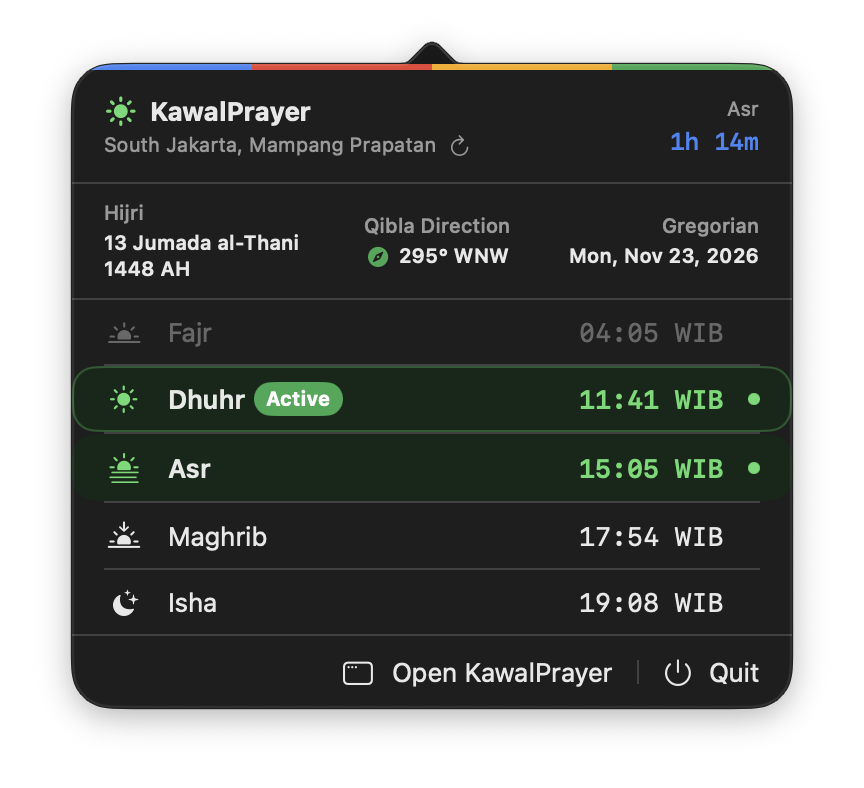 KawalPrayer
South Jakarta, Mampang Prapatan
Asr
1h 14m
Hijri
13 Jumada al-Thani
1448 AH
Qibla Direction
295° WNW
Gregorian
Mon, Nov 23, 2026
Fajr 04:05 WIB
Dhuhr Active 11:41 WIB
Asr 15:05 WIB
Maghrib 17:54 WIB
Isha 19:08 WIB
Open KawalPrayer Quit